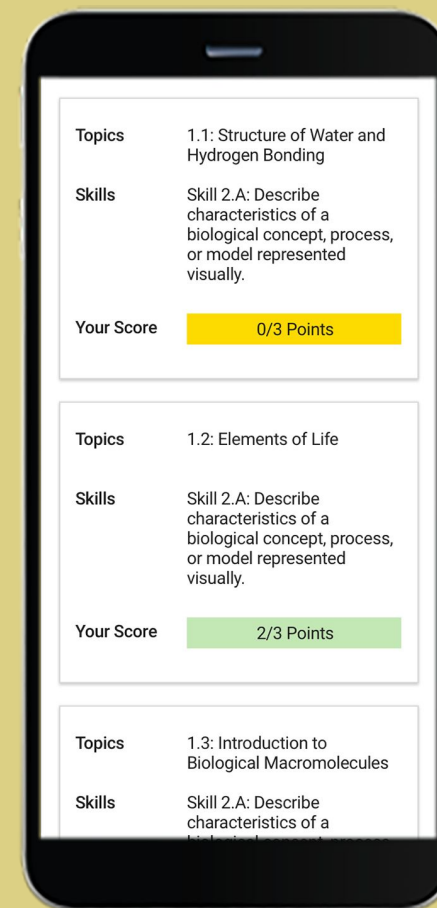 Topics 1.1: Structure of Water and
Hydrogen Bonding
Skills Skill 2.A: Describe
characteristics of a
biological concept, process,
or model represented
visually.
Your Score 0/3 Points
Topics 1.2: Elements of Life
Skills Skill 2.A: Describe
characteristics of a
biological concept, process,
or model represented
visually.
Your Score 2/3 Points
Topics 1.3: Introduction to
Biological Macromolecules
Skills Skill 2.A: Describe
characteristics of a